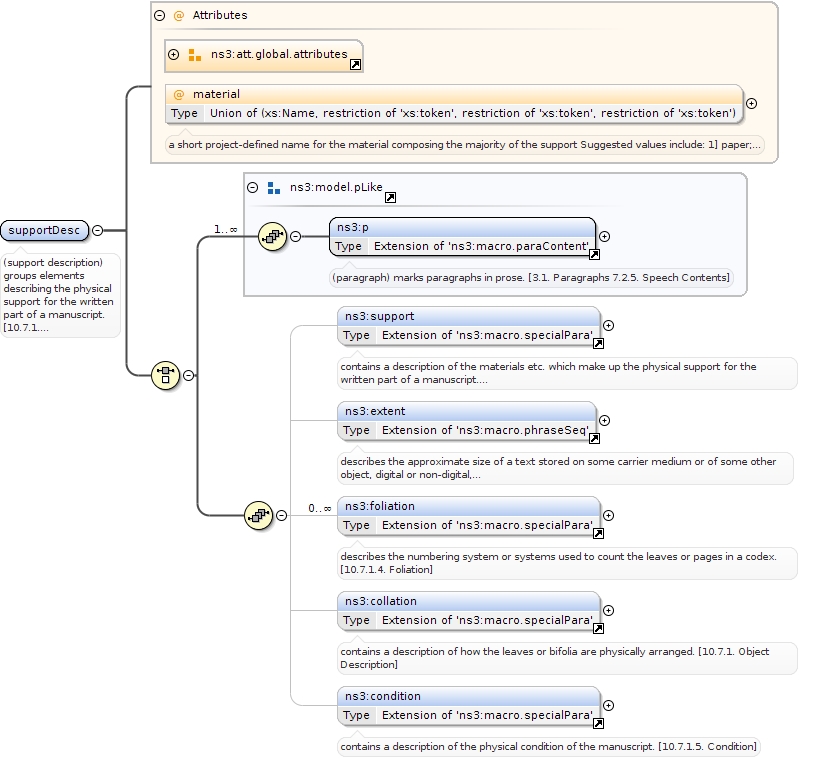 @ Attributes
ns3:att.global.attributes
@ material
Type Union of (xs:Name, restriction of 'xs:token', restriction of 'xs:token', restriction of 'xs:token')
a short project-defined name for the material composing the majority of the support Suggested values include: 1] paper;...
ns3:model.pLike
supportDesc
(support description)
groups elements
describing the physical
support for the written
part of a manuscript.
[10.7.1....
1..∞
ns3:p
Type Extension of 'ns3:macro.paraContent'
(paragraph) marks paragraphs in prose. [3.1. Paragraphs 7.2.5. Speech Contents]
ns3:support
Type Extension of 'ns3:macro.specialPara'
contains a description of the materials etc. which make up the physical support for the
written part of a manuscript....
ns3:extent
Type Extension of 'ns3:macro.phraseSeq'
describes the approximate size of a text stored on some carrier medium or of some other
object, digital or non-digital,...
0..∞
ns3:foliation
Type Extension of 'ns3:macro.specialPara'
describes the numbering system or systems used to count the leaves or pages in a codex.
[10.7.1.4. Foliation]
ns3:collation
Type Extension of 'ns3:macro.specialPara'
contains a description of how the leaves or bifolia are physically arranged. [10.7.1. Object
Description]
ns3:condition
Type Extension of 'ns3:macro.specialPara'
contains a description of the physical condition of the manuscript. [10.7.1.5. Condition]